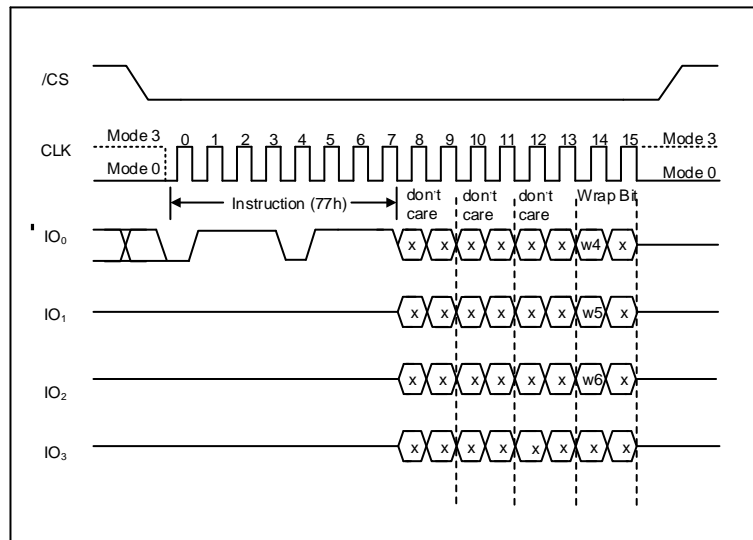 /CS
Mode 3 0 1 2 3 4 5 6 7 8 9 10 11 12 13 14 15 Mode 3
CLK
Mode 0 Mode 0
Instruction (77h) don't care don't care don't care Wrap Bit
IO0 x x x x x x w4 x
IO1 x x x x x x w5 x
IO2 x x x x x x w6 x
IO3 x x x x x x x x